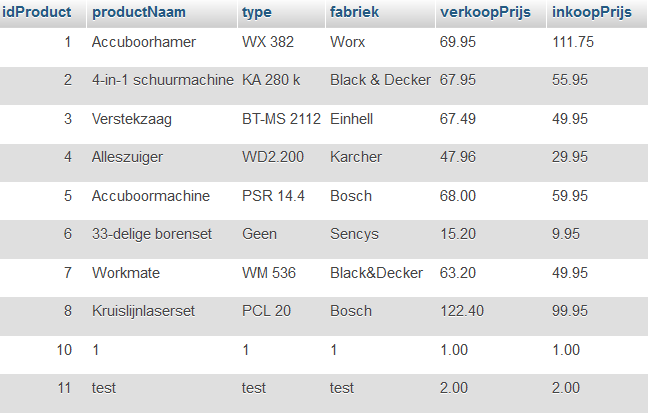 idProduct productNaam type fabriek verkoopPrijs inkoopPrijs
1 Accuboorhamer WX 382 Worx 69.95 111.75
2 4-in-1 schuurmachine KA 280 k Black & Decker 67.95 55.95
3 Verstekzaag BT-MS 2112 Einhell 67.49 49.95
4 Alleszuiger WD2.200 Karcher 47.96 29.95
5 Accuboormachine PSR 14.4 Bosch 68.00 59.95
6 33-delige borenset Geen Sencys 15.20 9.95
7 Workmate WM 536 Black&Decker 63.20 49.95
8 Kruislijnlaserset PCL 20 Bosch 122.40 99.95
10 1 1 1 1.00 1.00
11 test test test 2.00 2.00